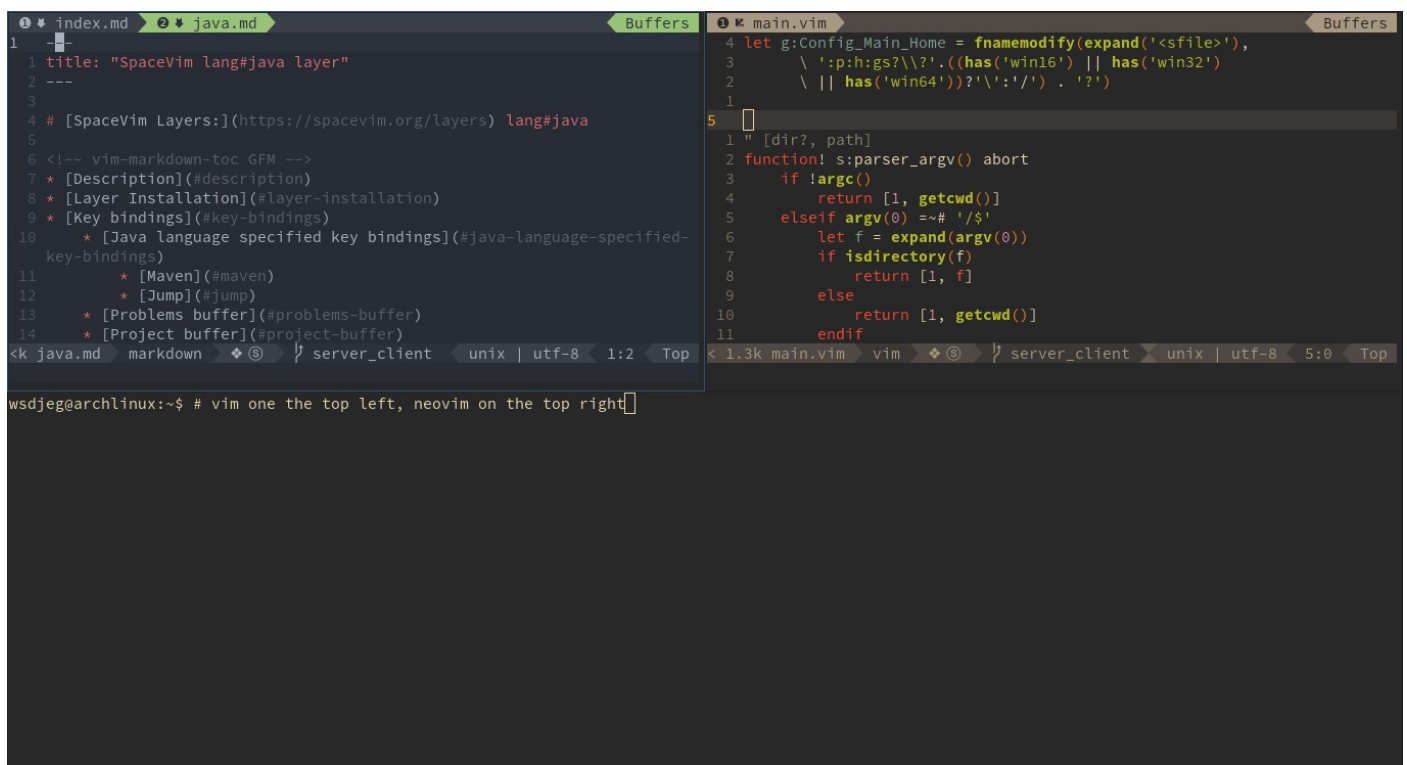 ❶ index.md ❷ java.md Buffers
1 ---
1 title: "SpaceVim lang#java layer"
2 ---
3
4 # [SpaceVim Layers:](https://spacevim.org/layers) lang#java
5
6 <!-- vim-markdown-toc GFM -->
7 * [Description](#description)
8 * [Layer Installation](#layer-installation)
9 * [Key bindings](#key-bindings)
10     * [Java language specified key bindings](#java-language-specified-
key-bindings)
11         * [Maven](#maven)
12         * [Jump](#jump)
13     * [Problems buffer](#problems-buffer)
14     * [Project buffer](#project-buffer)
<k java.md markdown ❖ Ⓢ server_client unix | utf-8 1:2 Top
❶ main.vim Buffers
4 let g:Config_Main_Home = fnamemodify(expand('<sfile>'),
3       \ ':p:h:gs?\\?'.((has('win16') || has('win32')
2       \ || has('win64'))?'\':'/') . '?')
1
5
1 " [dir?, path]
2 function! s:parser_argv() abort
3     if !argc()
4         return [1, getcwd()]
5     elseif argv(0) =~# '/$'
6         let f = expand(argv(0))
7         if isdirectory(f)
8             return [1, f]
9         else
10             return [1, getcwd()]
11         endif
< 1.3k main.vim vim ❖ Ⓢ server_client unix | utf-8 5:0 Top
wsdjeg@archlinux:~$ # vim one the top left, neovim on the top right